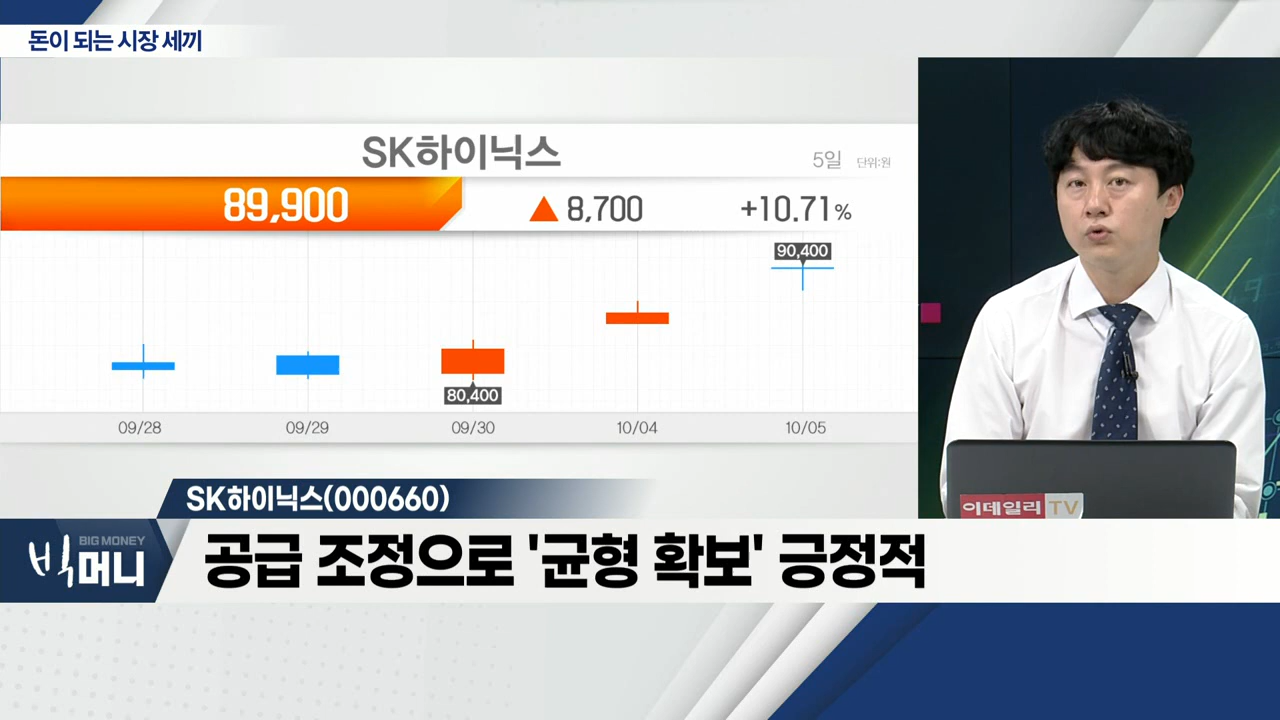 돈이 되는 시장 세끼
SK하이닉스
5일 단위:원
89,900 ▲ 8,700 +10.71%
90,400
80,400
09/28 09/29 09/30 10/04 10/05
이데일리 TV
SK하이닉스(000660)
BIG MONEY
빅머니
공급 조정으로 '균형 확보' 긍정적